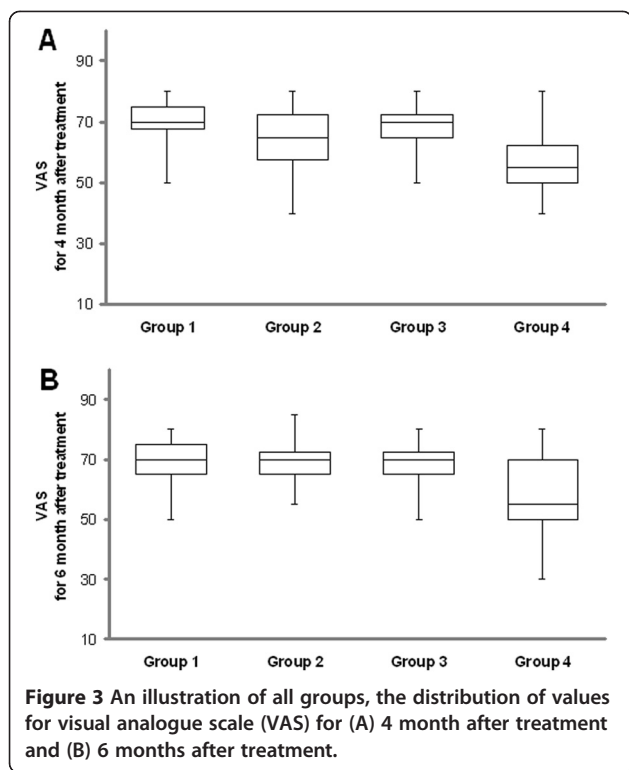 A
VAS
for 4 month after treatment
90
70
50
30
10
Group 1 Group 2 Group 3 Group 4
B
VAS
for 6 month after treatment
90
70
50
30
10
Group 1 Group 2 Group 3 Group 4
Figure 3 An illustration of all groups, the distribution of values
for visual analogue scale (VAS) for (A) 4 month after treatment
and (B) 6 months after treatment.